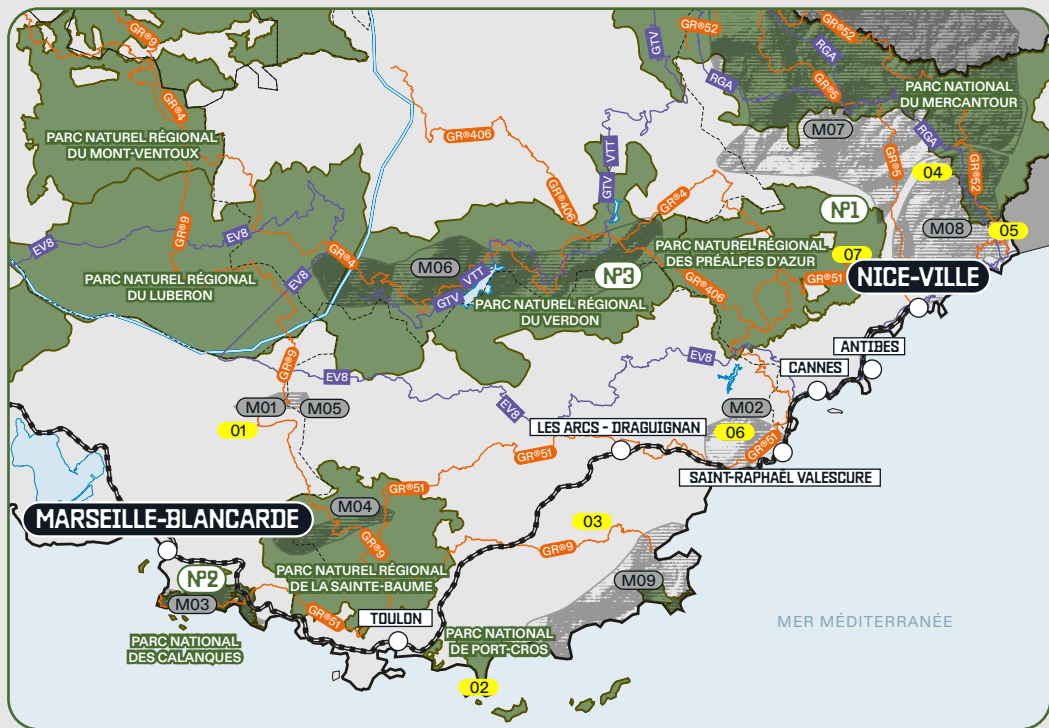 GR®9
GTV
GR®52
GR®52
RGA
RGA
GR®4
GR®5
PARC NATIONAL
DU MERCANTOUR
M07
RGA
GR®406
VTT
PARC NATUREL RÉGIONAL
DU MONT-VENTOUX
GR®5
04
GR®52
GTV
GR®406
GR®4
Nº1
GR®9
EV8
EV8
M08
05
PARC NATUREL RÉGIONAL
DES PRÉALPES D'AZUR
07
GR®4
M06
VTT
GTV
Nº3
GR®51
NICE-VILLE
PARC NATUREL RÉGIONAL
DU LUBERON
EV8
GR®406
PARC NATUREL RÉGIONAL
DU VERDON
ANTIBES
GR®9
EV8
EV8
CANNES
EV8
M01
M05
M02
01
LES ARCS - DRAGUIGNAN
06
GR®51
GR®51
SAINT-RAPHAËL VALESCURE
GR®51
M04
MARSEILLE-BLANCARDE
03
GR®9
GR®9
Nº2
PARC NATUREL RÉGIONAL
DE LA SAINTE-BAUME
M09
M03
GR®51
TOULON
MER MÉDITERRANÉE
PARC NATIONAL
DES CALANQUES
PARC NATIONAL
DE PORT-CROS
02